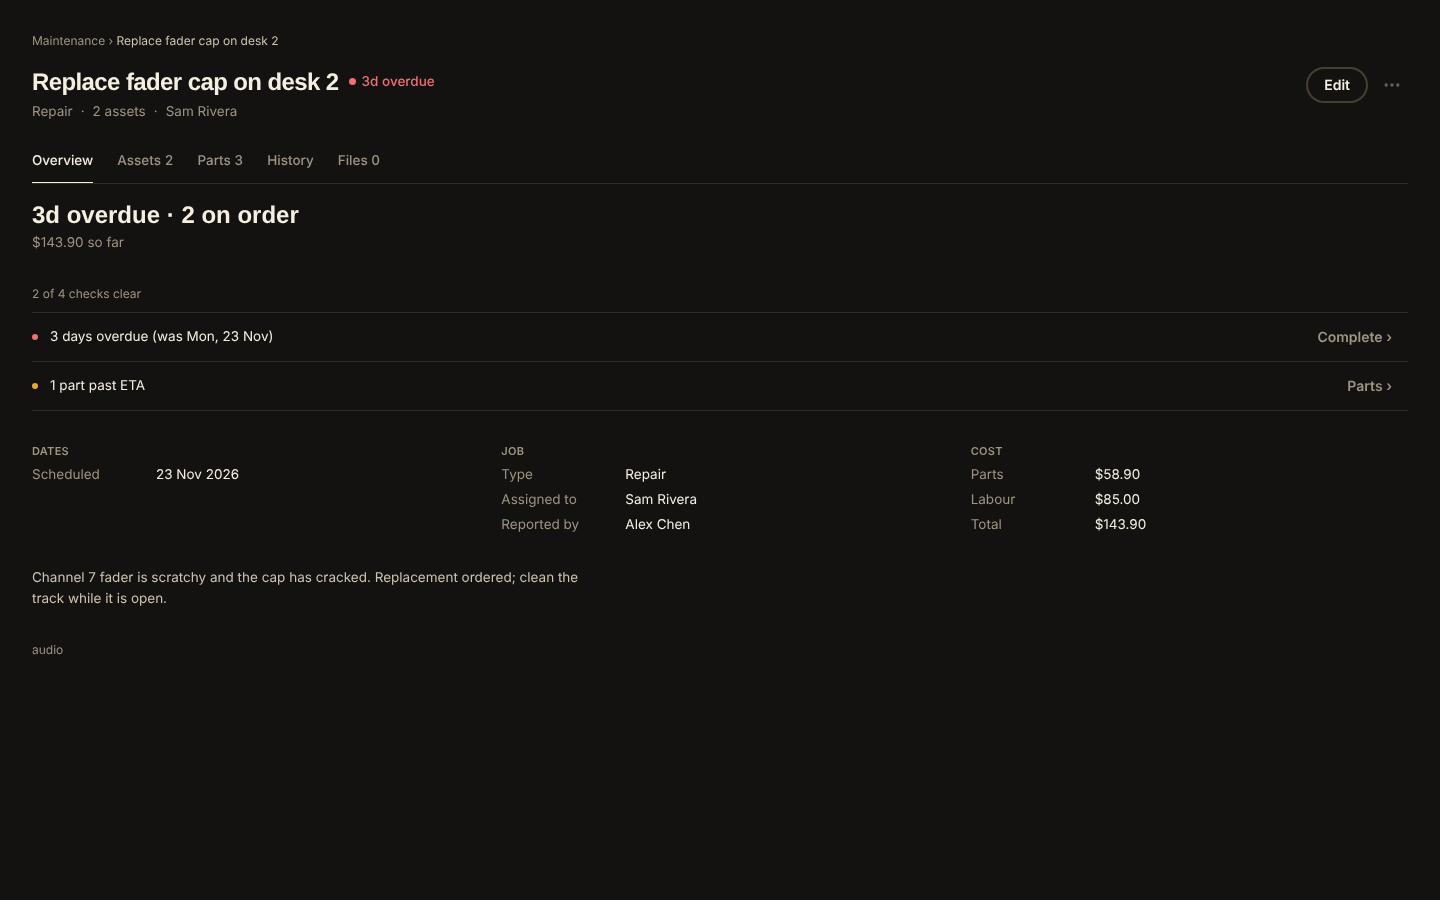 Maintenance › Replace fader cap on desk 2
Replace fader cap on desk 2 3d overdue
Edit
Repair · 2 assets · Sam Rivera
Overview Assets 2 Parts 3 History Files 0
3d overdue · 2 on order
$143.90 so far
2 of 4 checks clear
3 days overdue (was Mon, 23 Nov) Complete ›
1 part past ETA Parts ›
DATES
Scheduled 23 Nov 2026
JOB
Type Repair
Assigned to Sam Rivera
Reported by Alex Chen
COST
Parts $58.90
Labour $85.00
Total $143.90
Channel 7 fader is scratchy and the cap has cracked. Replacement ordered; clean the
track while it is open.
audio